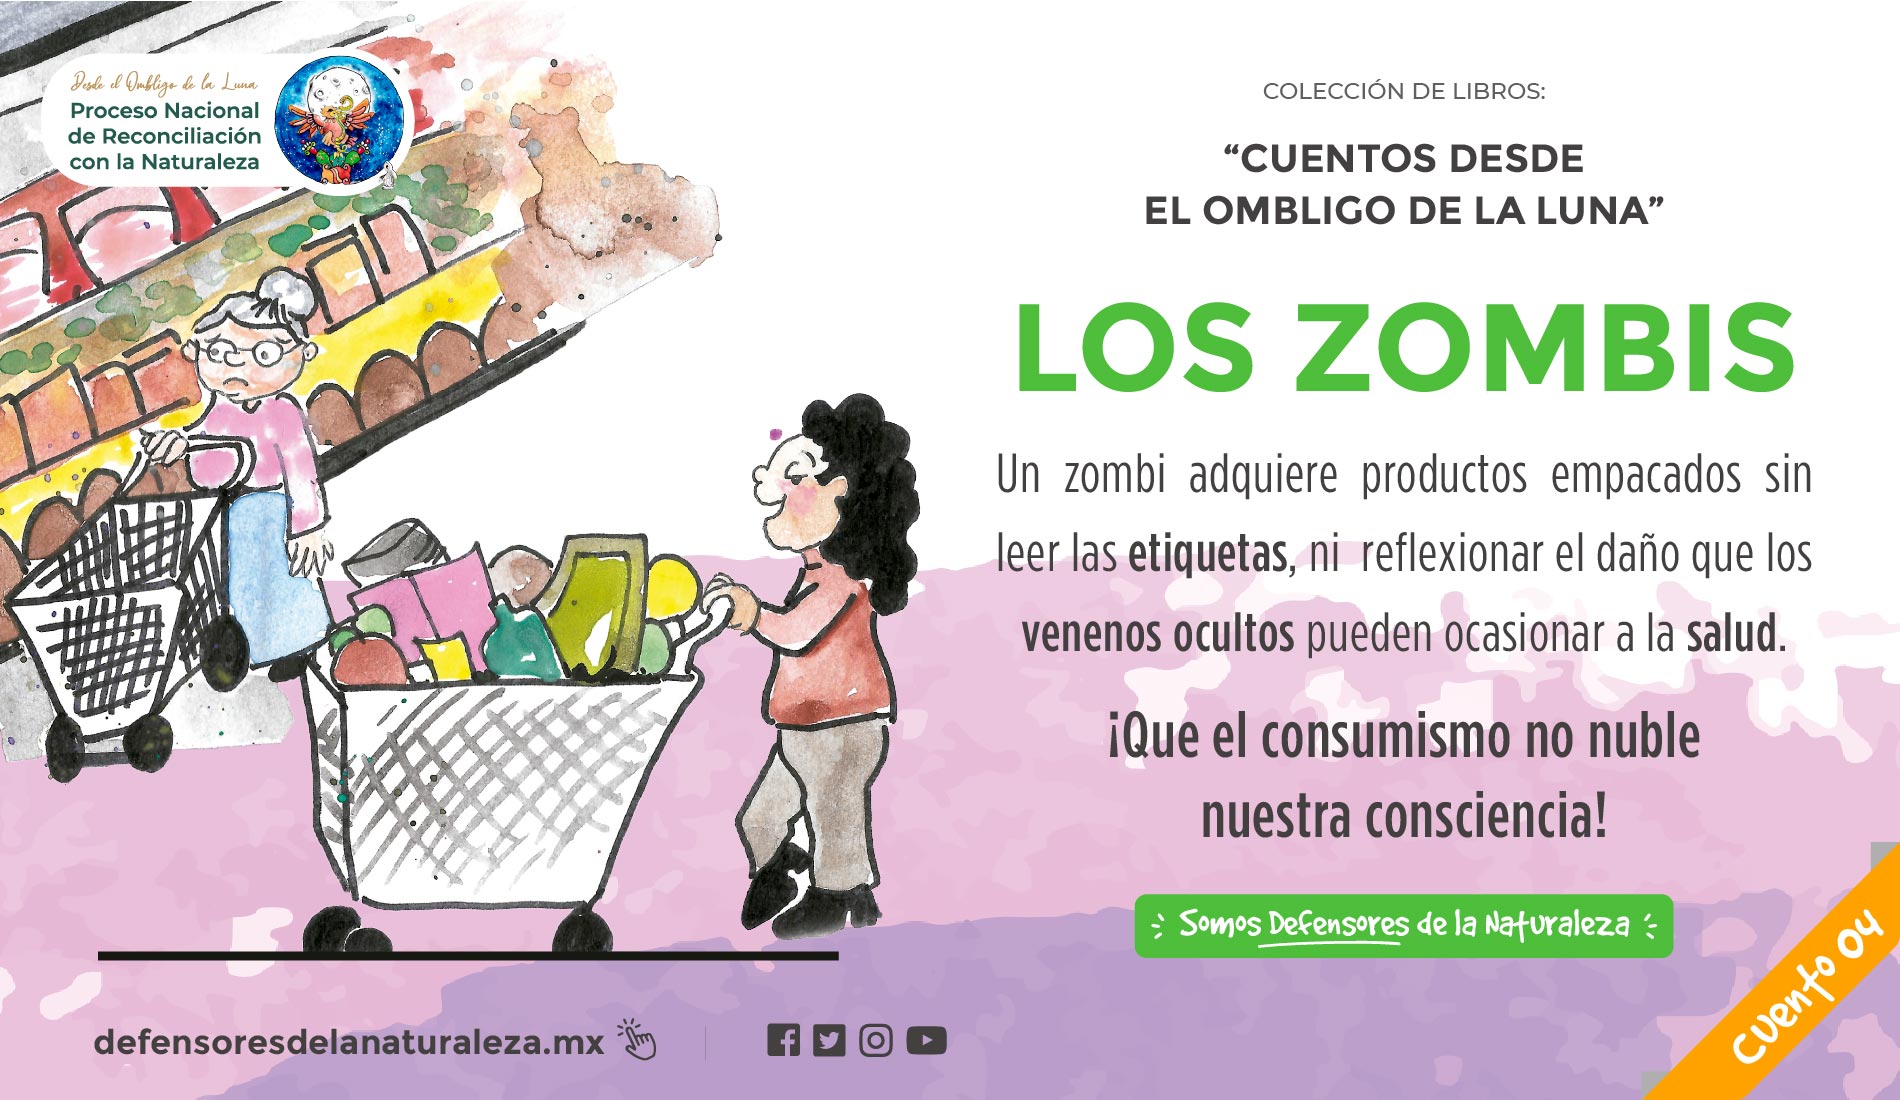 Desde el Ombligo de la Luna
Proceso Nacional
de Reconciliación
con la Naturaleza
COLECCIÓN DE LIBROS:
“CUENTOS DESDE
EL OMBLIGO DE LA LUNA”
LOS ZOMBIS
Un zombi adquiere productos empacados sin
leer las etiquetas, ni reflexionar el daño que los
venenos ocultos pueden ocasionar a la salud.
¡Que el consumismo no nuble
nuestra consciencia!
Somos Defensores de la Naturaleza
Cuento 04
defensoresdelanaturaleza.mx